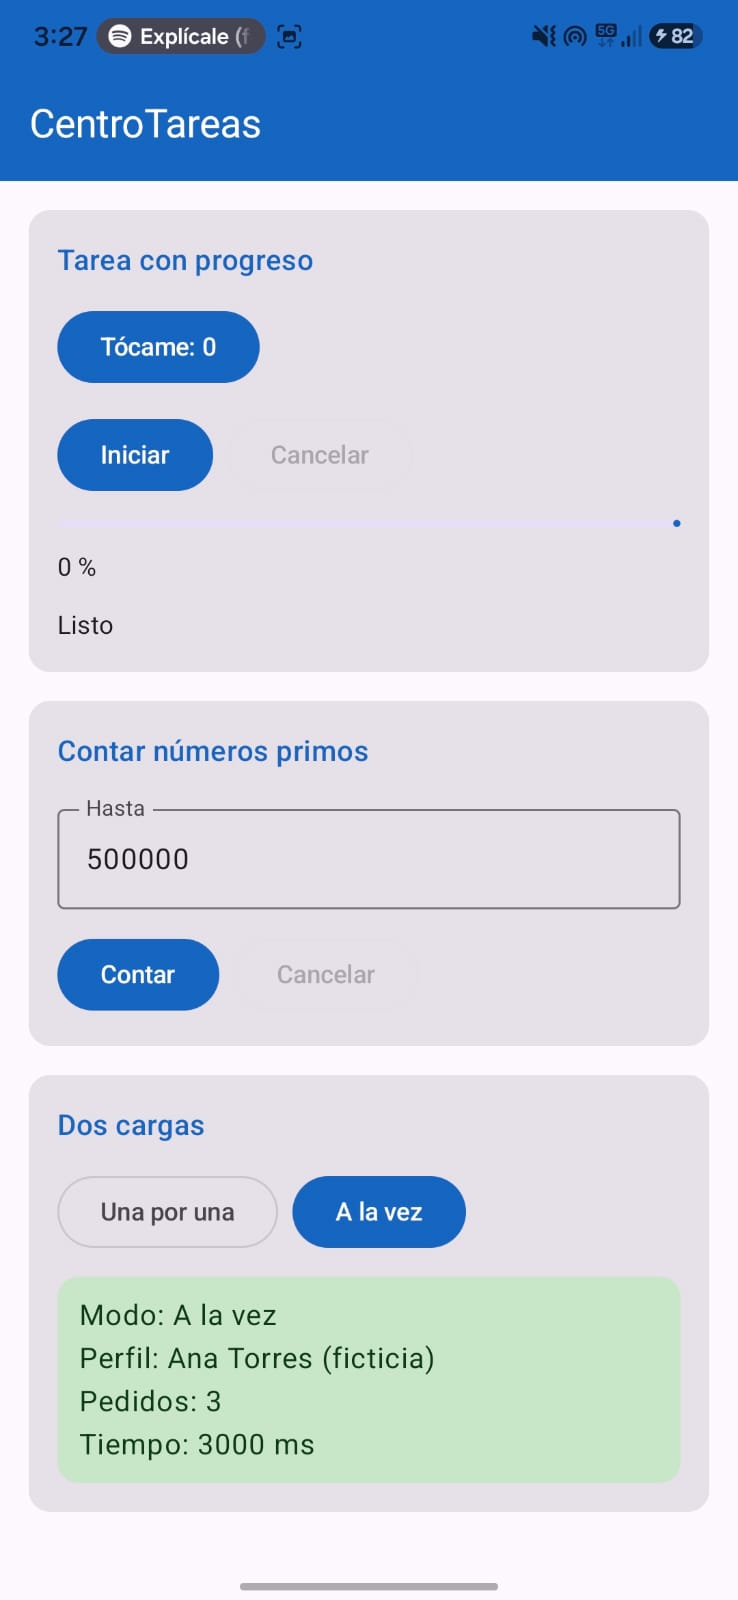 3:27 Explícale (f 5G 82
CentroTareas
Tarea con progreso
Tócame: 0
Iniciar Cancelar
0 %
Listo
Contar números primos
Hasta
500000
Contar Cancelar
Dos cargas
Una por una A la vez
Modo: A la vez
Perfil: Ana Torres (ficticia)
Pedidos: 3
Tiempo: 3000 ms